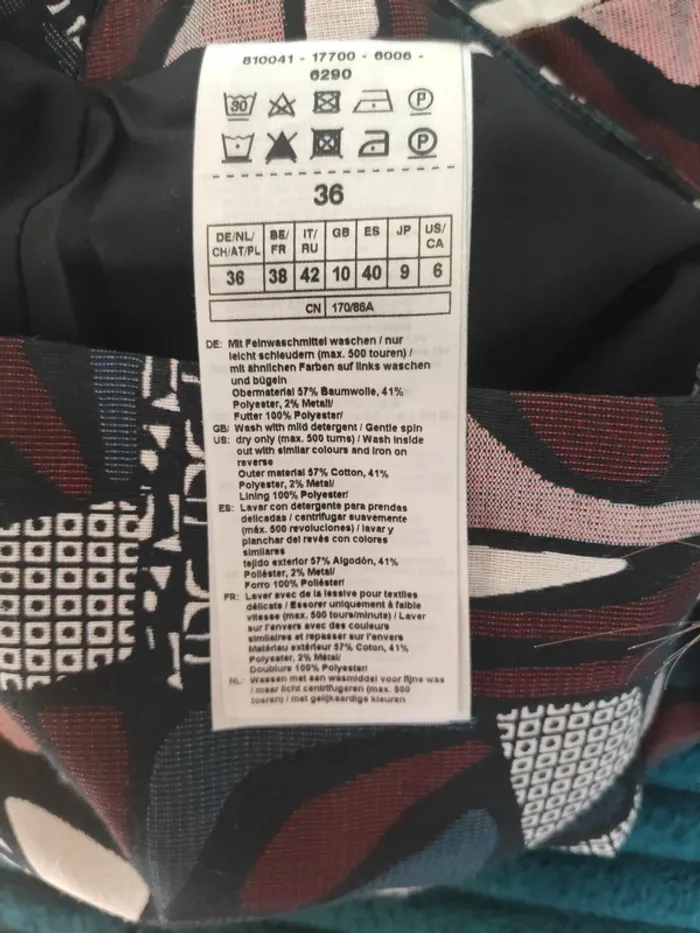 810041 - 17700 - 6006 -
6290
30 P
P
36
DE/NL/ BE/ IT/ GB ES JP US/
CH/AT/PL FR RU CA
36 38 42 10 40 9 6
CN 170/86A
DE: Mit Feinwaschmittel waschen / nur
leicht schleudern (max. 500 touren) /
mit ähnlichen Farben auf links waschen
und bügeln
Obermaterial 57% Baumwolle, 41%
Polyester, 2% Metall/
Futter 100% Polyester/
GB/ Wash with mild detergent / Gentle spin
US: dry only (max. 500 turns) / Wash inside
out with similar colours and iron on
reverse
Outer material 57% Cotton, 41%
Polyester, 2% Metal/
Lining 100% Polyester/
ES: Lavar con detergente para prendas
delicadas / centrifugar suavemente
(máx. 500 revoluciones) / lavar y
planchar del revés con colores
similares
tejido exterior 57% Algodón, 41%
Poliéster, 2% Metal/
Forro 100% Poliéster/
FR: Laver avec de la lessive pour textiles
délicats / Essorer uniquement à faible
vitesse (max. 500 tours/minute) / Laver
sur l'envers avec des couleurs
similaires et repasser sur l'envers
Matériau extérieur 57% Coton, 41%
Polyester, 2% Métal/
Doublure 100% Polyester/
NL: Wassen met een wasmiddel voor fijne was
/ maar licht centrifugeren (max. 500
toeren) / met gelijkaardige kleuren